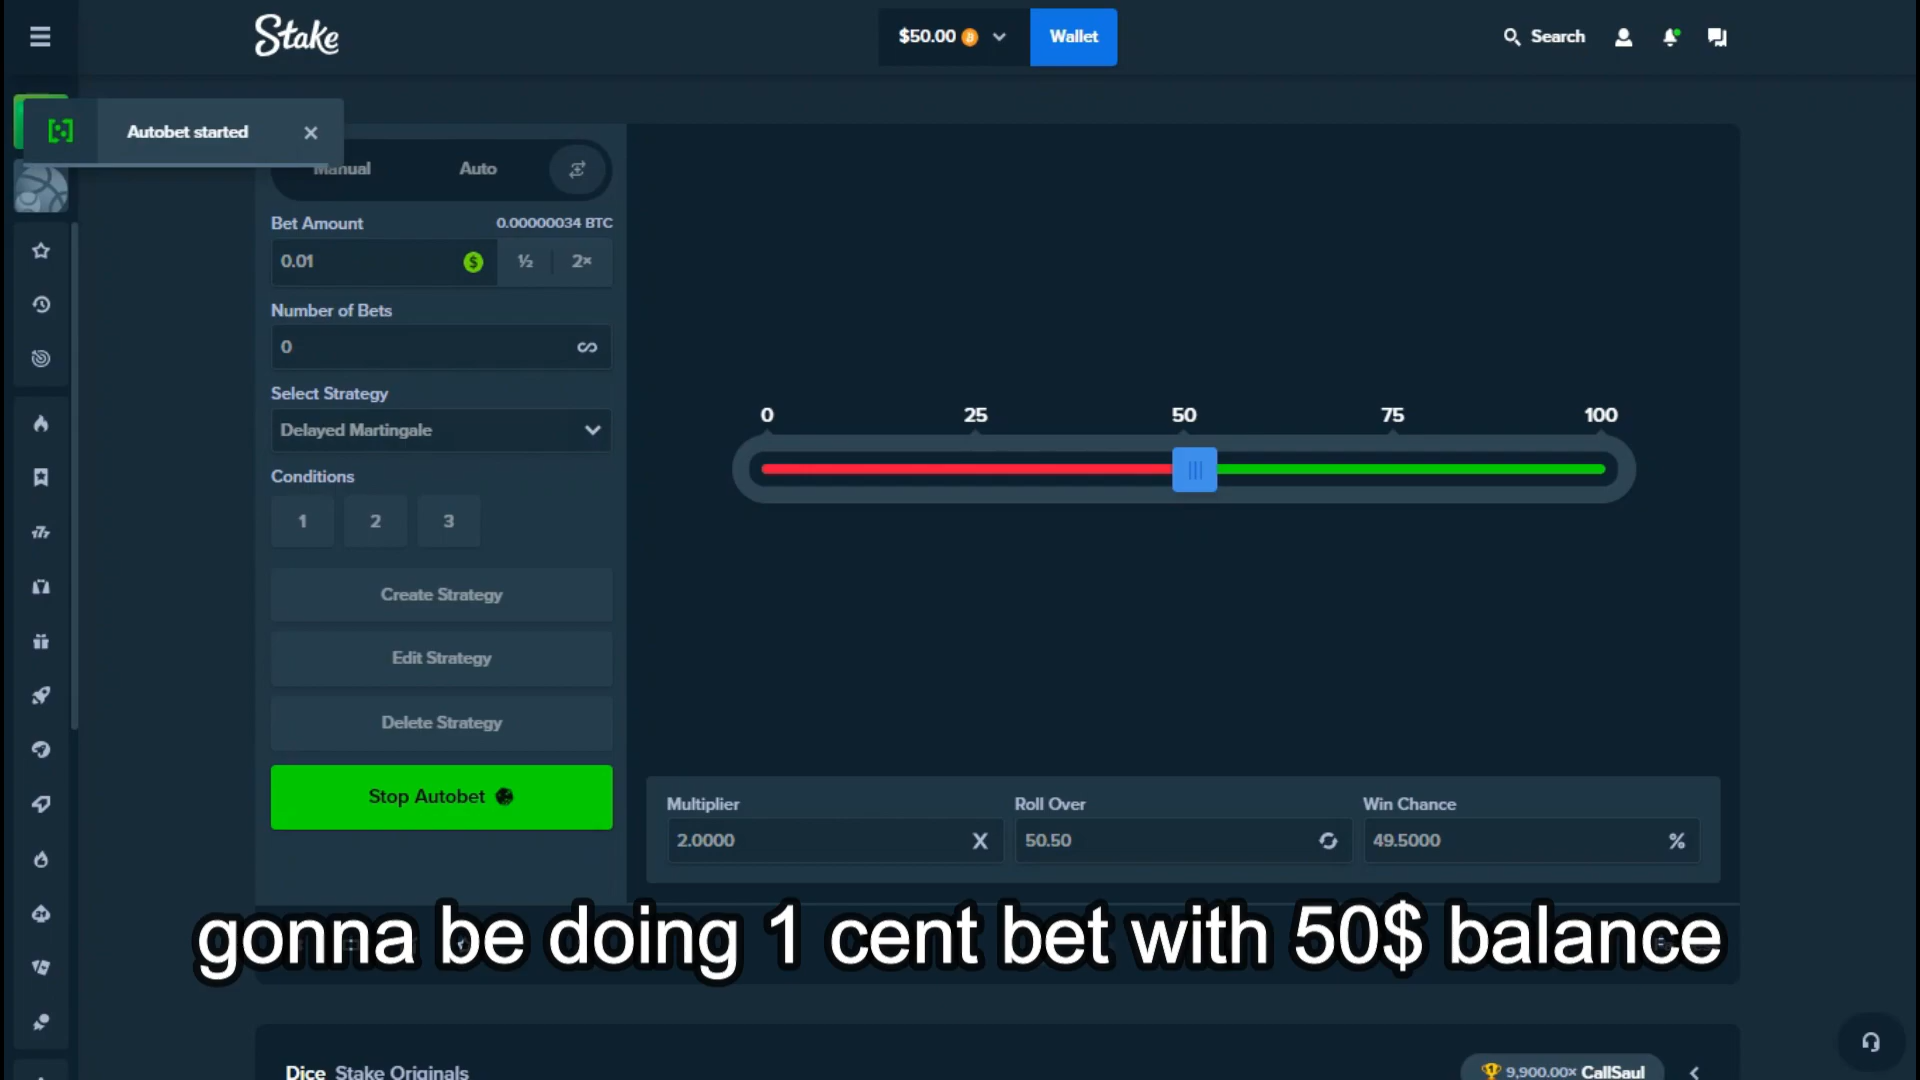 Stake
$50.00
Wallet
Search
Autobet started
Manual
Auto
Bet Amount
0.00000034 BTC
0.01
$
½
2×
Number of Bets
0
Select Strategy
Delayed Martingale
Conditions
1
2
3
Create Strategy
Edit Strategy
Delete Strategy
Stop Autobet
0
25
50
75
100
Multiplier
Roll Over
Win Chance
2.0000
50.50
49.5000
%
gonna be doing 1 cent bet with 50$ balance
Dice Stake Originals
9,900.00× CallSaul